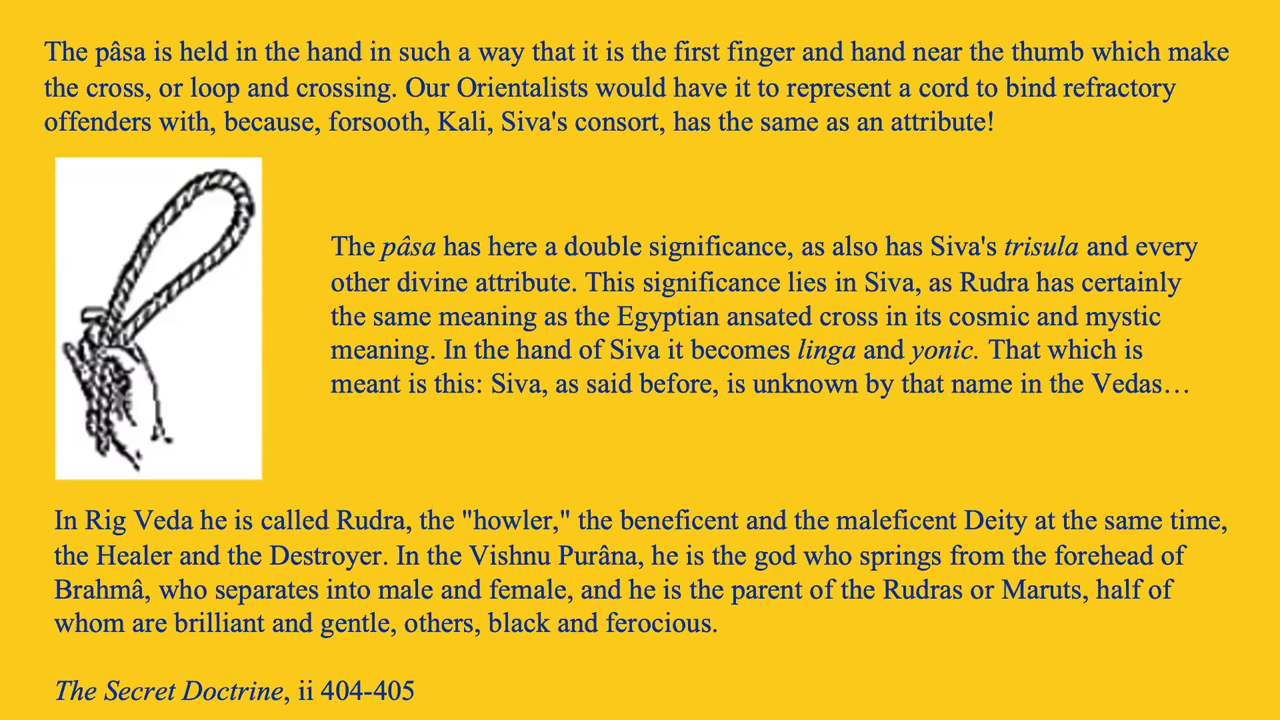 The pâsa is held in the hand in such a way that it is the first finger and hand near the thumb which make
the cross, or loop and crossing. Our Orientalists would have it to represent a cord to bind refractory
offenders with, because, forsooth, Kali, Siva's consort, has the same as an attribute!
The pâsa has here a double significance, as also has Siva's trisula and every
other divine attribute. This significance lies in Siva, as Rudra has certainly
the same meaning as the Egyptian ansated cross in its cosmic and mystic
meaning. In the hand of Siva it becomes linga and yonic. That which is
meant is this: Siva, as said before, is unknown by that name in the Vedas…
In Rig Veda he is called Rudra, the "howler," the beneficent and the maleficent Deity at the same time,
the Healer and the Destroyer. In the Vishnu Purâna, he is the god who springs from the forehead of
Brahmâ, who separates into male and female, and he is the parent of the Rudras or Maruts, half of
whom are brilliant and gentle, others, black and ferocious.
The Secret Doctrine, ii 404-405